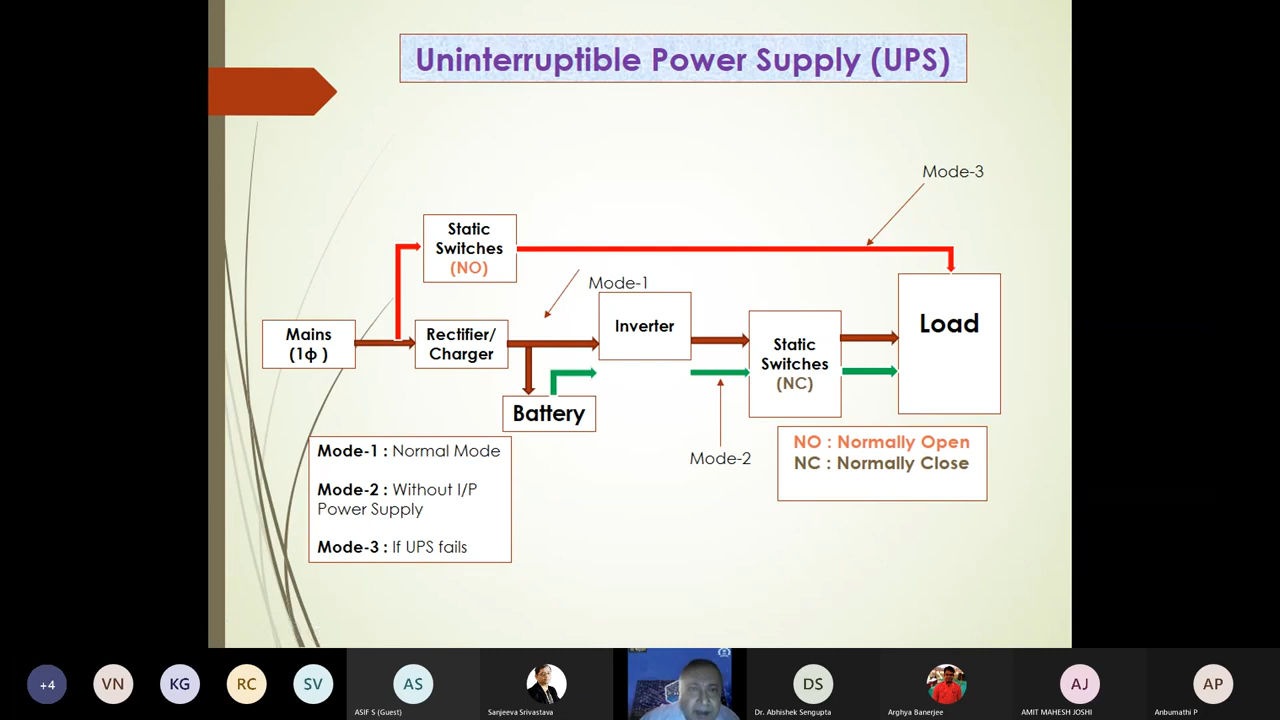 Uninterruptible Power Supply (UPS)
Mode-3
Static
Switches
(NO)
Mode-1
Mains
(1ϕ )
Rectifier/
Charger
Inverter
Static
Switches
(NC)
Load
Battery
Mode-2
Mode-1 : Normal Mode
Mode-2 : Without I/P
Power Supply
Mode-3 : If UPS fails
NO : Normally Open
NC : Normally Close
+4
VN
KG
RC
SV
AS
DS
AJ
AP
ASIF S (Guest)
Sanjeeva Srivastava
Dr. Abhishek Sengupta
Arghya Banerjee
AMIT MAHESH JOSHI
Anbumathi P